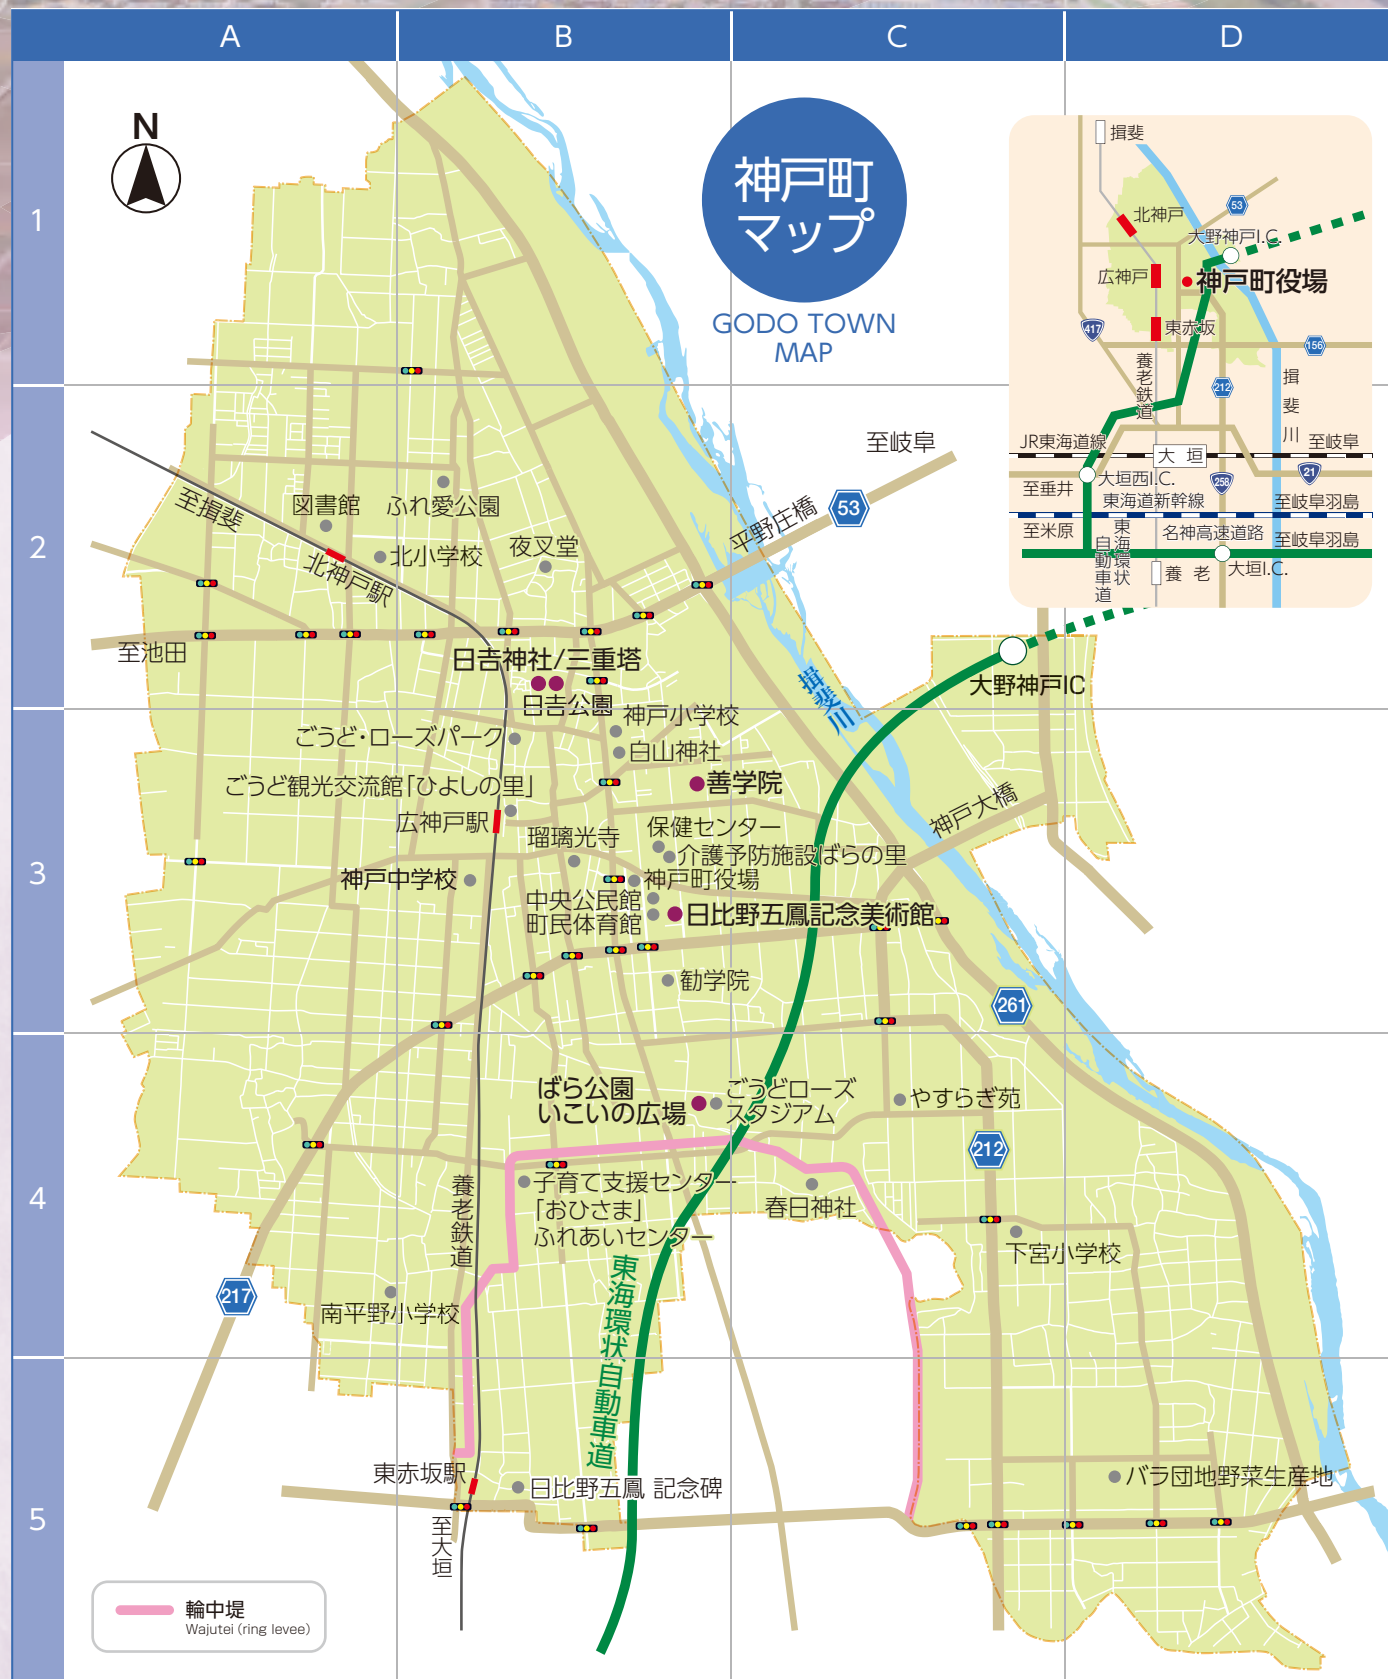 A
B
C
D
1
2
3
4
5
N
神戸町
マップ
GODO TOWN
MAP
揖斐
北神戸
53
大野神戸I.C.
広神戸
神戸町役場
417
東赤坂
156
養老鉄道
212
揖斐川
JR東海道線
至岐阜
大 垣
大垣西I.C.
258
21
至垂井
東海道新幹線
至岐阜羽島
至米原
東海環状
自動車道
名神高速道路
至岐阜羽島
養 老
大垣I.C.
至岐阜
53
平野庄橋
至揖斐
図書館
ふれ愛公園
北小学校
北神戸駅
夜叉堂
至池田
日吉神社/三重塔
日吉公園
揖斐川
大野神戸IC
神戸小学校
ごうど・ローズパーク
白山神社
ごうど観光交流館「ひよしの里」
善学院
広神戸駅
神戸大橋
瑠璃光寺
保健センター
介護予防施設ばらの里
神戸中学校
神戸町役場
中央公民館
町民体育館
日比野五鳳記念美術館
勧学院
261
ばら公園
いこいの広場
ごうどローズ
スタジアム
やすらぎ苑
212
養老鉄道
子育て支援センター
「おひさま」
ふれあいセンター
春日神社
下宮小学校
217
南平野小学校
東海環状自動車道
東赤坂駅
日比野五鳳 記念碑
バラ団地野菜生産地
至大垣
輪中堤
Wajutei (ring levee)